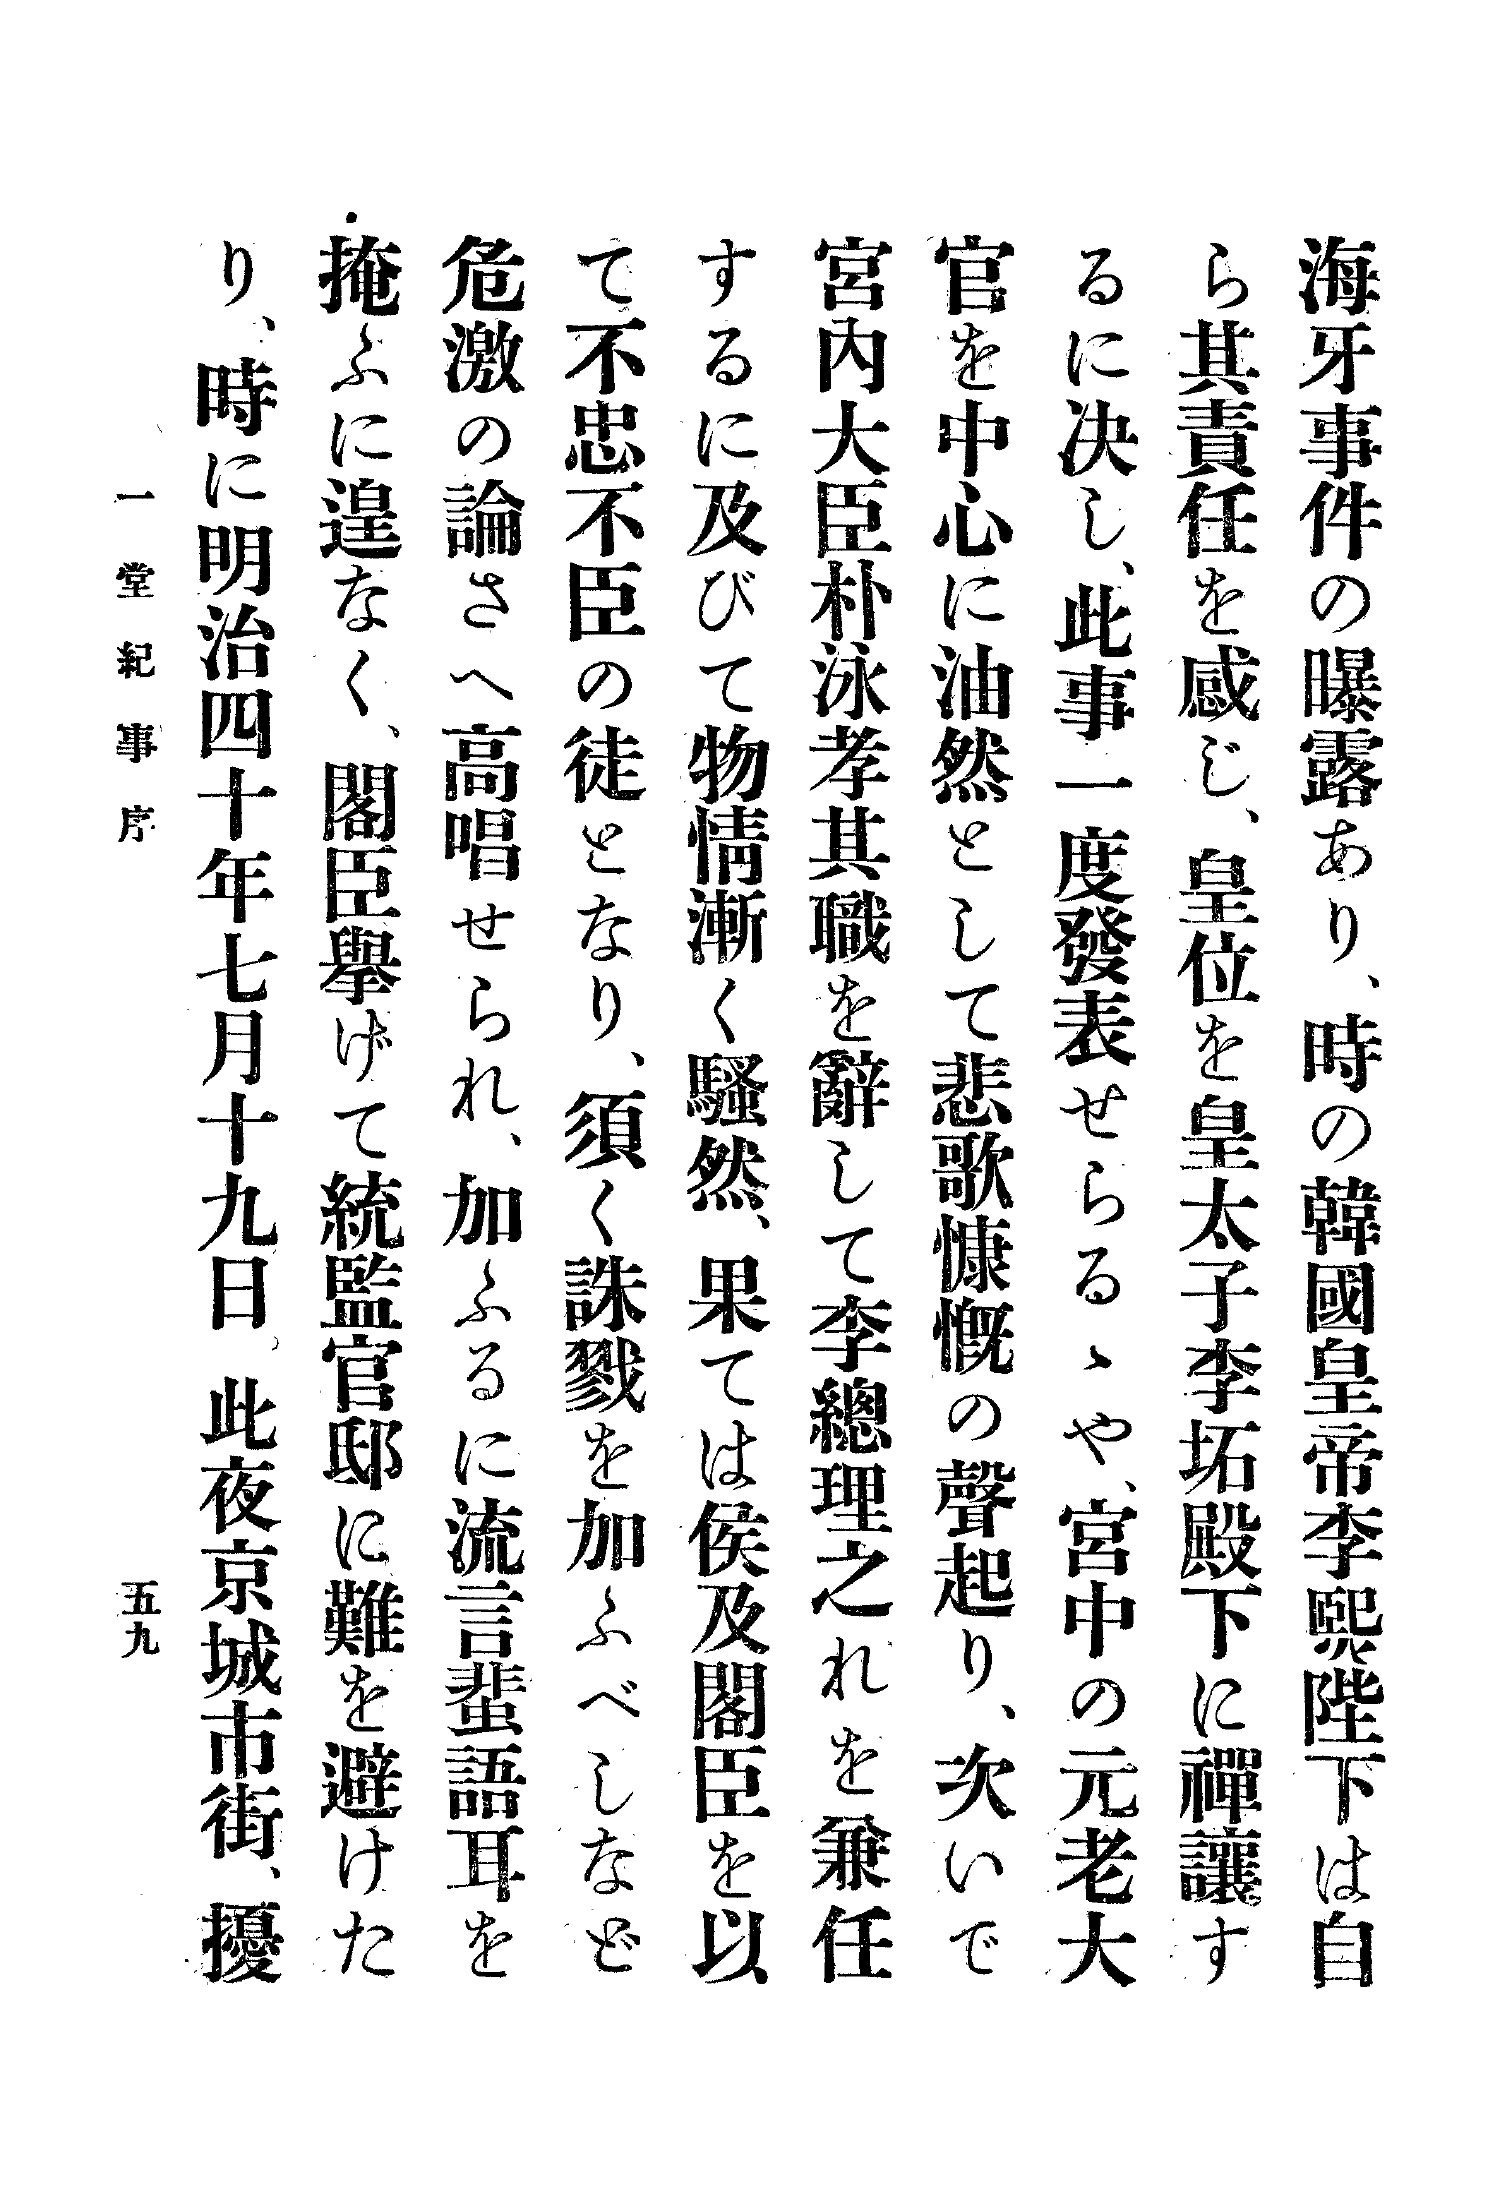 海牙事件の曝露あり、時の韓國皇帝李熙陛下は自
ら其責任を感じ、皇位を皇太子李坧殿下に禪讓す
るに决し、此事一度發表せらるゝや、宮中の元老大
官を中心に油然として悲歌慷慨の聲起り、次いで
宮内大臣朴泳孝其職を辭して李總理之れを兼任
するに及びて物情漸く騷然、果ては侯及閣臣を以
て不忠不臣の徒となり、須く誅戮を加ふべしなど
危激の論さへ高唱せられ、加ふるに流言蜚語耳を
掩ふに遑なく、閣臣擧げて統監官邸に難を避けた
り、時に明治四十年七月十九日、此夜京城市街、擾
一堂紀事序
五九